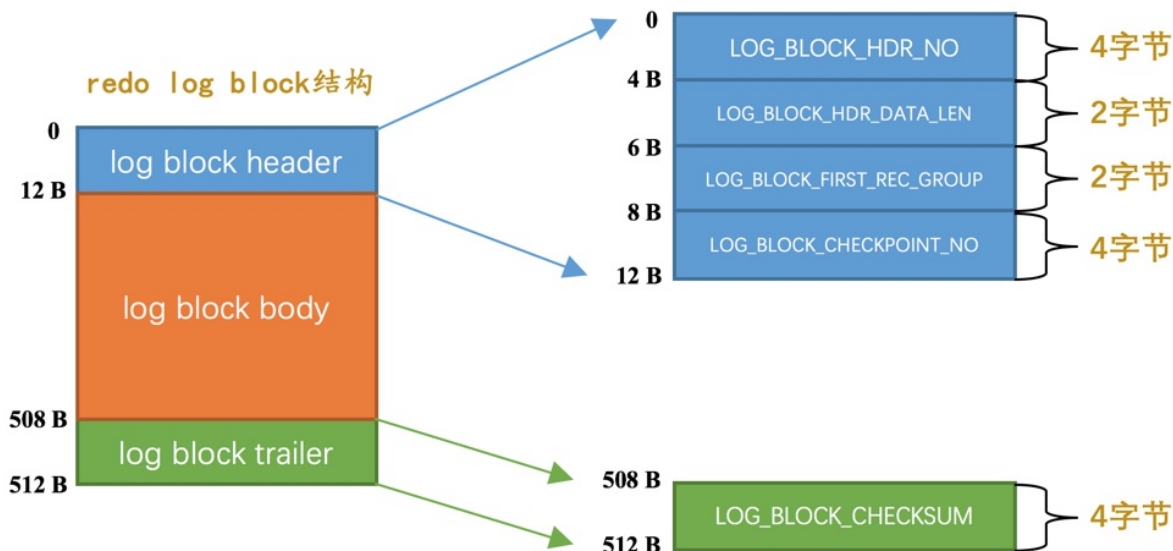 redo log block结构
0
log block header
12 B
log block body
508 B
log block trailer
512 B
0
LOG_BLOCK_HDR_NO
4字节
4 B
LOG_BLOCK_HDR_DATA_LEN
2字节
6 B
LOG_BLOCK_FIRST_REC_GROUP
2字节
8 B
LOG_BLOCK_CHECKPOINT_NO
4字节
12 B
508 B
LOG_BLOCK_CHECKSUM
4字节
512 B